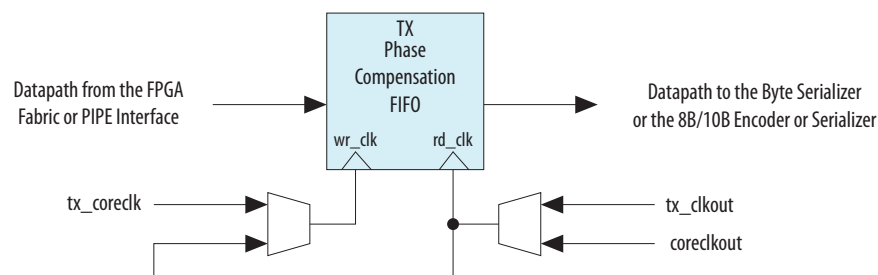 TX
Phase
Compensation
FIFO
Datapath from the FPGA
Fabric or PIPE Interface
Datapath to the Byte Serializer
or the 8B/10B Encoder or Serializer
wr_clk
rd_clk
tx_coreclk
tx_clkout
coreclkout